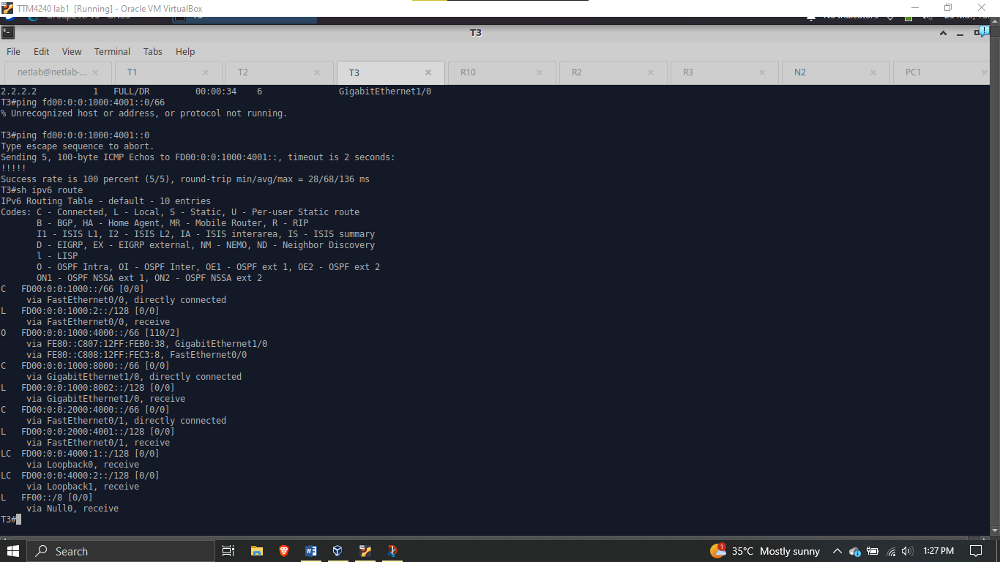 TTM4240 lab1 [Running] - Oracle VM VirtualBox
T3
File Edit View Terminal Tabs Help
netlab@netlab-... T1 T2 T3 R10 R2 R3 N2 PC1
2.2.2.2 1 FULL/DR 00:00:34 6 GigabitEthernet1/0
T3#ping fd00:0:0:1000:4001::0/66
% Unrecognized host or address, or protocol not running.
T3#ping fd00:0:0:1000:4001::0
Type escape sequence to abort.
Sending 5, 100-byte ICMP Echos to FD00:0:0:1000:4001::, timeout is 2 seconds:
!!!!!
Success rate is 100 percent (5/5), round-trip min/avg/max = 28/68/136 ms
T3#sh ipv6 route
IPv6 Routing Table - default - 10 entries
Codes: C - Connected, L - Local, S - Static, U - Per-user Static route
B - BGP, HA - Home Agent, MR - Mobile Router, R - RIP
I1 - ISIS L1, I2 - ISIS L2, IA - ISIS interarea, IS - ISIS summary
D - EIGRP, EX - EIGRP external, NM - NEMO, ND - Neighbor Discovery
l - LISP
O - OSPF Intra, OI - OSPF Inter, OE1 - OSPF ext 1, OE2 - OSPF ext 2
ON1 - OSPF NSSA ext 1, ON2 - OSPF NSSA ext 2
C FD00:0:0:1000::/66 [0/0]
via FastEthernet0/0, directly connected
L FD00:0:0:1000:2::/128 [0/0]
via FastEthernet0/0, receive
O FD00:0:0:1000:4000::/66 [110/2]
via FE80::C807:12FF:FEB0:38, GigabitEthernet1/0
via FE80::C808:12FF:FEC3:8, FastEthernet0/0
C FD00:0:0:1000:8000::/66 [0/0]
via GigabitEthernet1/0, directly connected
L FD00:0:0:1000:8002::/128 [0/0]
via GigabitEthernet1/0, receive
C FD00:0:0:2000:4000::/66 [0/0]
via FastEthernet0/1, directly connected
L FD00:0:0:2000:4001::/128 [0/0]
via FastEthernet0/1, receive
LC FD00:0:0:4000:1::/128 [0/0]
via Loopback0, receive
LC FD00:0:0:4000:2::/128 [0/0]
via Loopback1, receive
L FF00::/8 [0/0]
via Null0, receive
T3#
Search 1 35°C Mostly sunny 1:27 PM